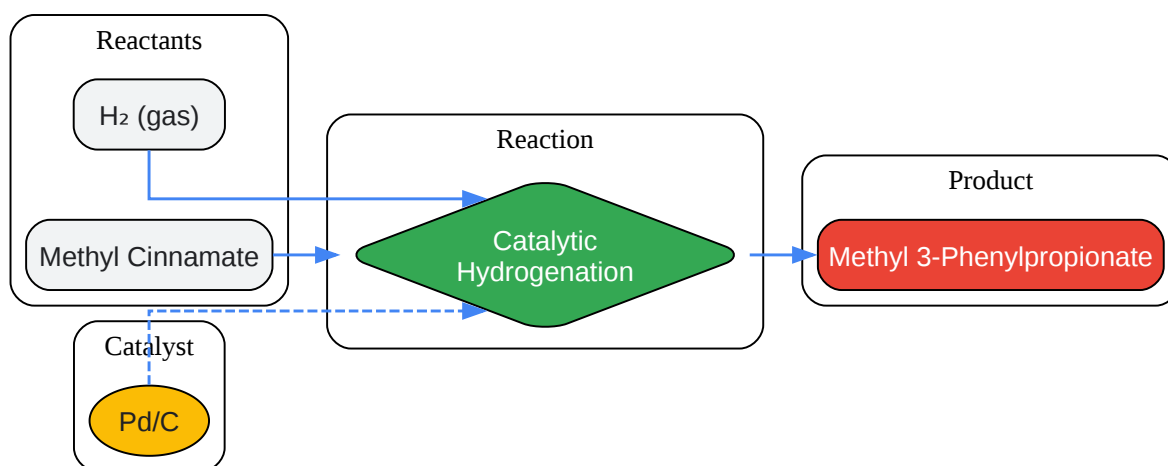 Reactants
H₂ (gas)
Methyl Cinnamate
Catalyst
Pd/C
Reaction
Catalytic
Hydrogenation
Product
Methyl 3-Phenylpropionate